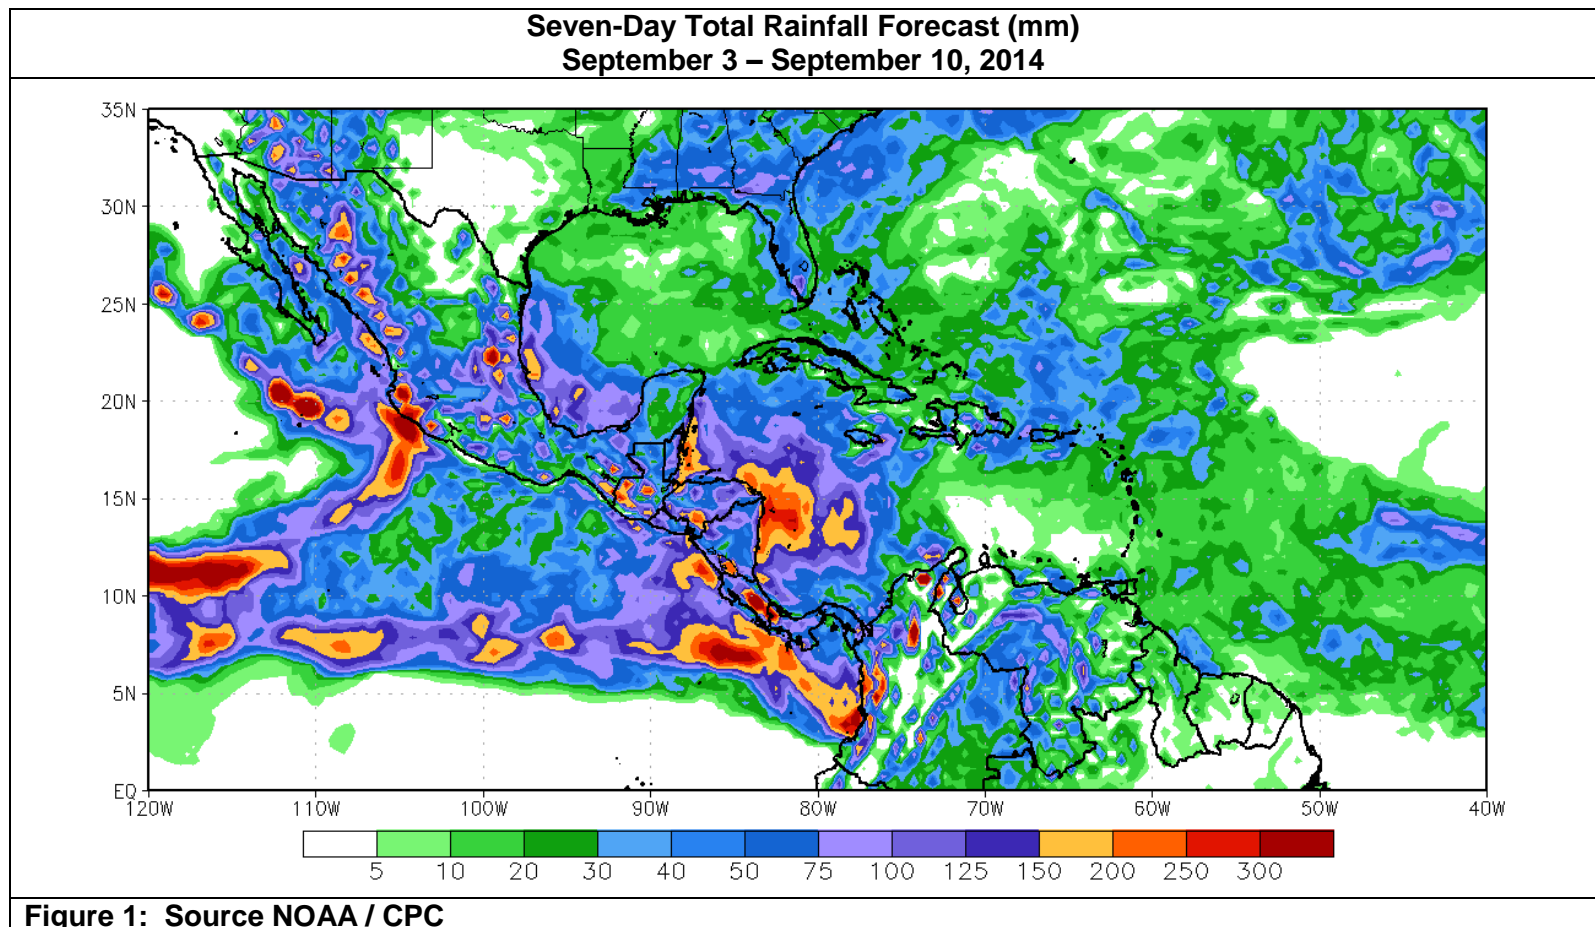 Seven-Day Total Rainfall Forecast (mm)
September 3 – September 10, 2014
35N
30N
25N
20N
15N
10N
5N
EQ
120W 110W 100W 90W 80W 70W 60W 50W 40W
5 10 20 30 40 50 75 100 125 150 200 250 300
Figure 1: Source NOAA / CPC